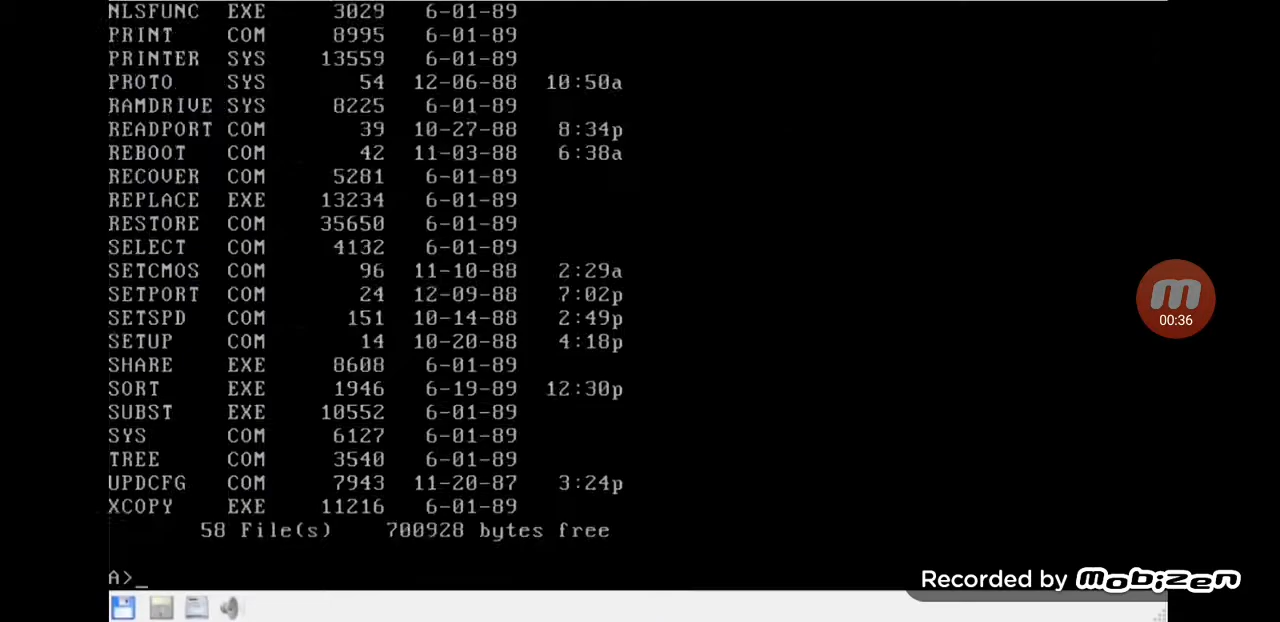 NLSFUNC  EXE     3029   6-01-89
PRINT    COM     8995   6-01-89
PRINTER  SYS    13559   6-01-89
PROTO    SYS       54  12-06-88  10:50a
RAMDRIVE SYS     8225   6-01-89
READPORT COM       39  10-27-88   8:34p
REBOOT   COM       42  11-03-88   6:38a
RECOVER  COM     5281   6-01-89
REPLACE  EXE    13234   6-01-89
RESTORE  COM    35650   6-01-89
SELECT   COM     4132   6-01-89
SETCMOS  COM       96  11-10-88   2:29a
SETPORT  COM       24  12-09-88   7:02p
SETSPD   COM      151  10-14-88   2:49p
SETUP    COM       14  10-20-88   4:18p
SHARE    EXE     8608   6-01-89
SORT     EXE     1946   6-19-89  12:30p
SUBST    EXE    10552   6-01-89
SYS      COM     6127   6-01-89
TREE     COM     3540   6-01-89
UPDCFG   COM     7943  11-20-87   3:24p
XCOPY    EXE    11216   6-01-89
58 File(s)    700928 bytes free
A>_
00:36
Recorded by mobizen